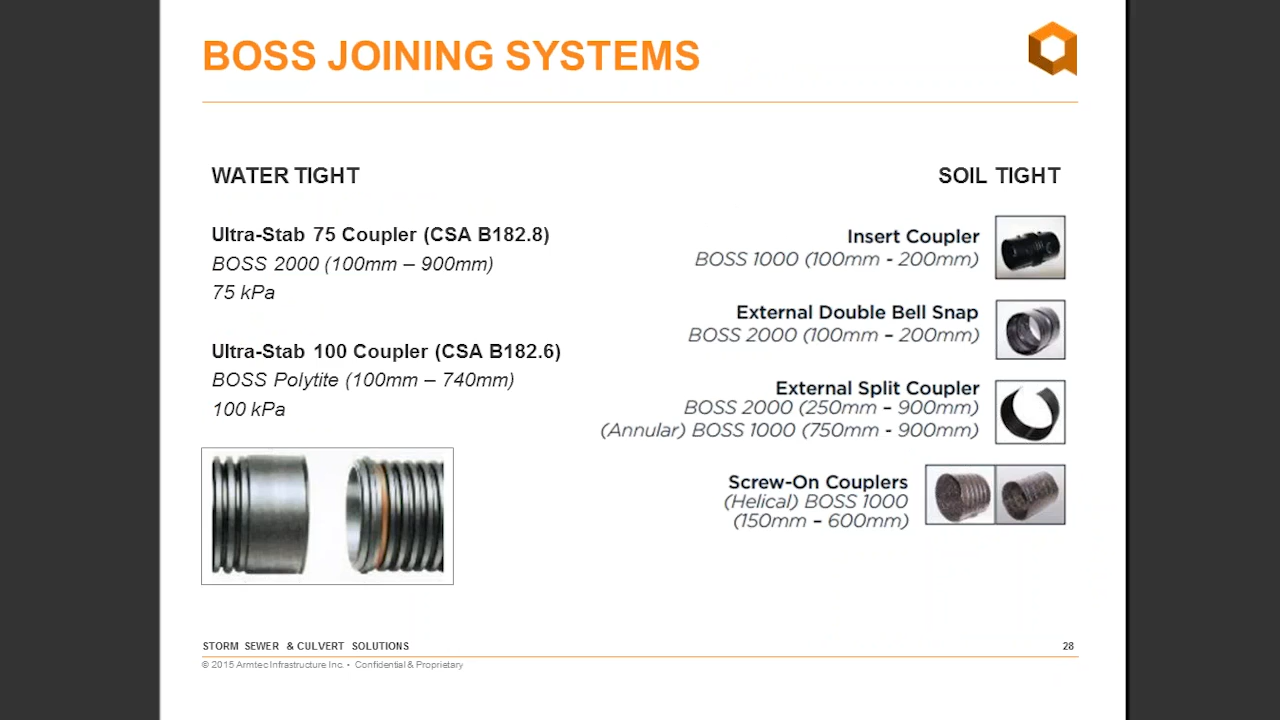 BOSS JOINING SYSTEMS
WATER TIGHT
Ultra-Stab 75 Coupler (CSA B182.8)
BOSS 2000 (100mm – 900mm)
75 kPa
Ultra-Stab 100 Coupler (CSA B182.6)
BOSS Polytite (100mm – 740mm)
100 kPa
SOIL TIGHT
Insert Coupler
BOSS 1000 (100mm - 200mm)
External Double Bell Snap
BOSS 2000 (100mm – 200mm)
External Split Coupler
BOSS 2000 (250mm – 900mm)
(Annular) BOSS 1000 (750mm - 900mm)
Screw-On Couplers
(Helical) BOSS 1000
(150mm – 600mm)
STORM SEWER & CULVERT SOLUTIONS
28
© 2015 Armtec Infrastructure Inc. • Confidential & Proprietary